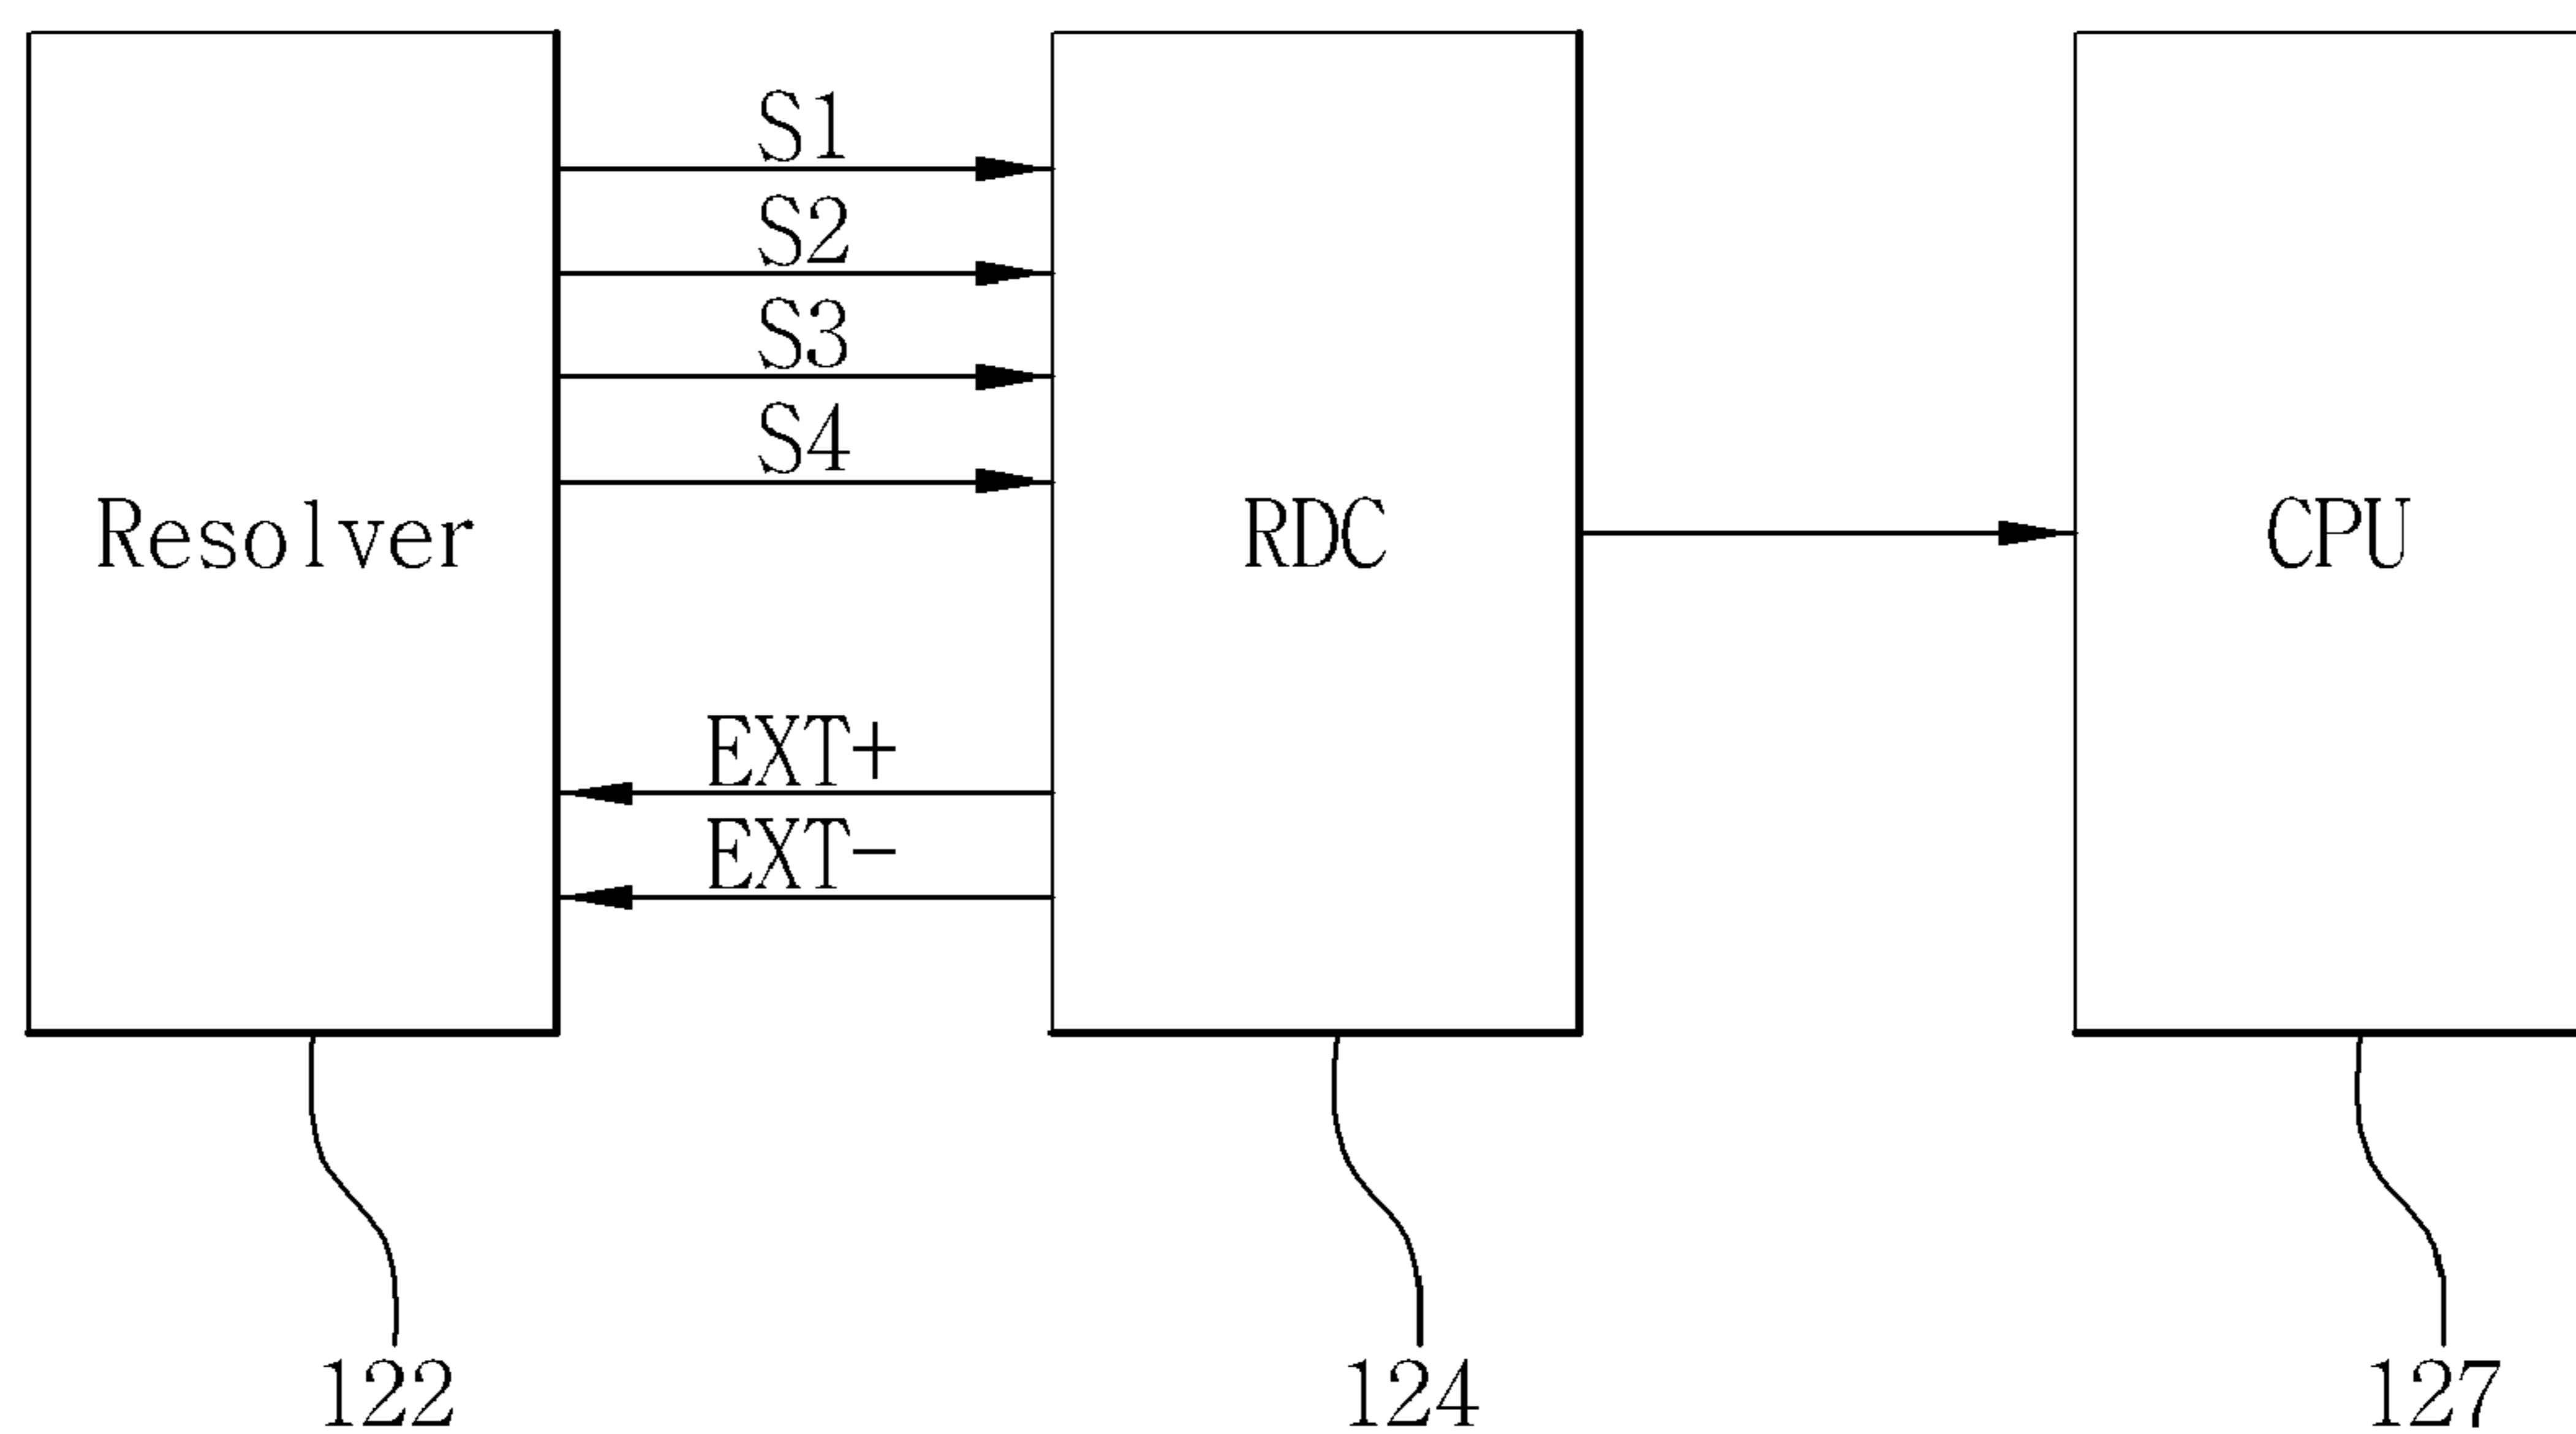 S1
S2
S3
S4
Resolver
RDC
CPU
EXT+
EXT-
122
124
127